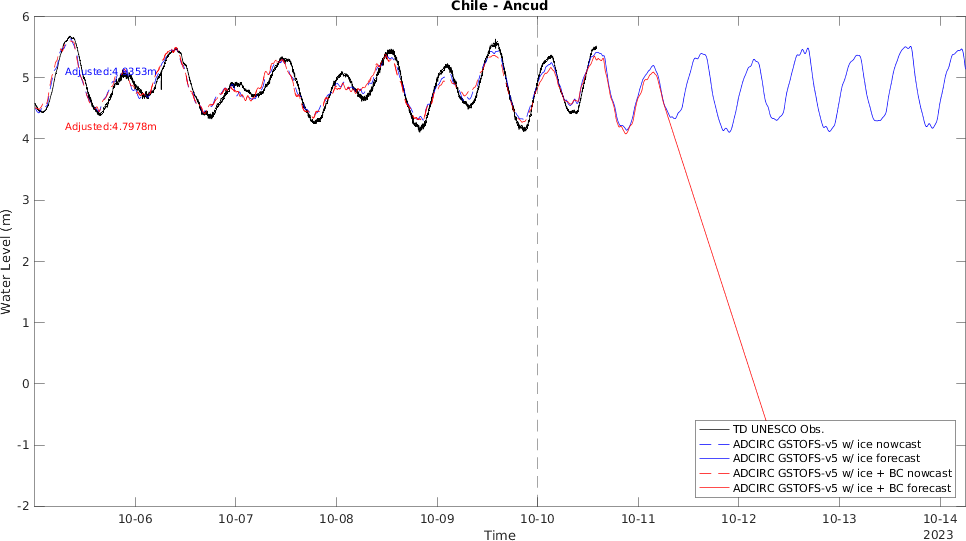 Chile - Ancud
6
5
4
3
2
1
0
-1
-2
Water Level (m)
Adjusted:4.7978m
TD UNESCO Obs.
ADCIRC GSTOFS-v5 w/ ice nowcast
ADCIRC GSTOFS-v5 w/ ice forecast
ADCIRC GSTOFS-v5 w/ ice + BC nowcast
ADCIRC GSTOFS-v5 w/ ice + BC forecast
10-06
10-07
10-08
10-09
10-10
10-11
10-12
10-13
10-14
Time
2023